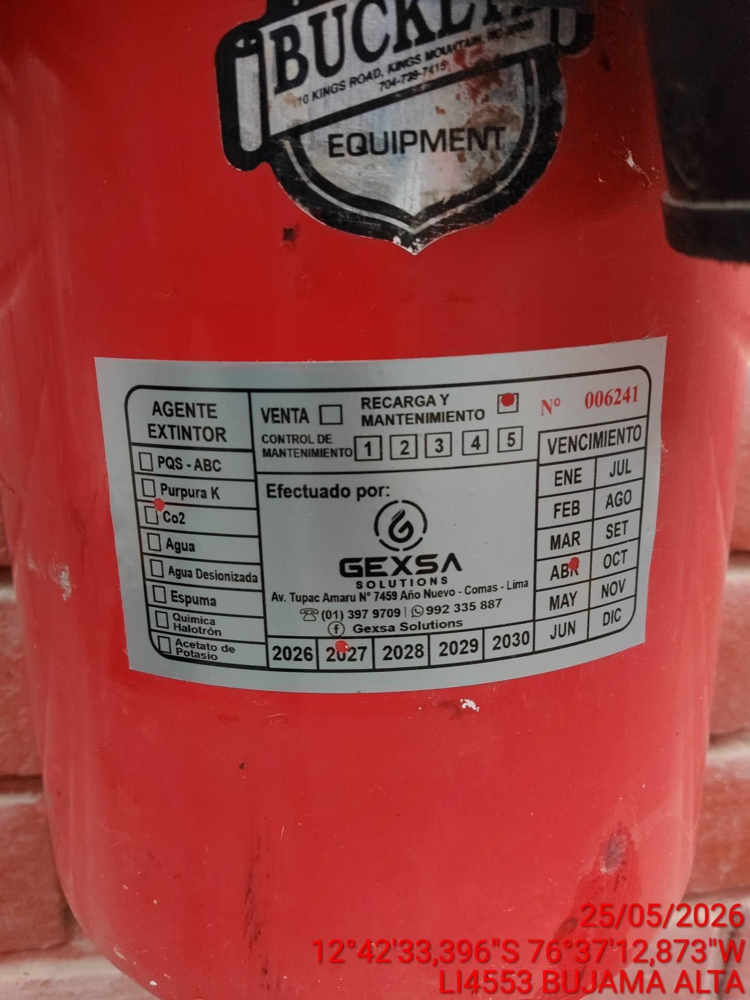 BUCKEYE
10 KINGS ROAD, KINGS MOUNTAIN, NC 28086
704-739-7415
EQUIPMENT
AGENTE
EXTINTOR
PQS - ABC
Purpura K
Co2
Agua
Agua Desionizada
Espuma
Quimica
Halotrón
Acetato de
Potasio
VENTA
RECARGA Y
MANTENIMIENTO
Nº 006241
CONTROL DE
MANTENIMIENTO 1 2 3 4 5
Efectuado por:
GEXSA
SOLUTIONS
Av. Tupac Amaru Nº 7459 Año Nuevo - Comas - Lima
(01) 397 9709 | 992 335 887
f Gexsa Solutions
2026 2027 2028 2029 2030
VENCIMIENTO
ENE JUL
FEB AGO
MAR SET
ABR OCT
MAY NOV
JUN DIC
25/05/2026
12°42'33,396"S 76°37'12,873"W
LI4553 BUJAMA ALTA